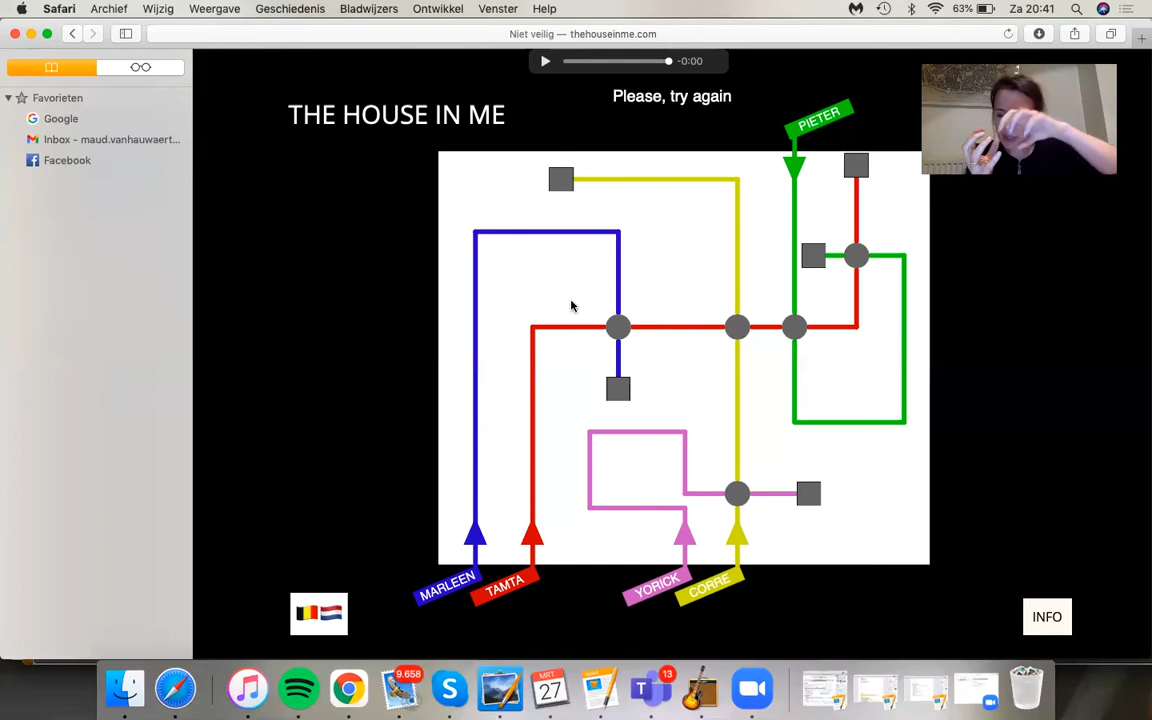 Safari Archief Wijzig Weergave Geschiedenis Bladwijzers Ontwikkel Venster Help 63% Za 20:41
Niet veilig — thehouseinme.com
-0:00
Favorieten
Google
Inbox – maud.vanhauwaert...
Facebook
Please, try again
THE HOUSE IN ME
PIETER
MARLEEN
TAMTA
YORICK
CORRE
INFO
9.658
MRT
27
13